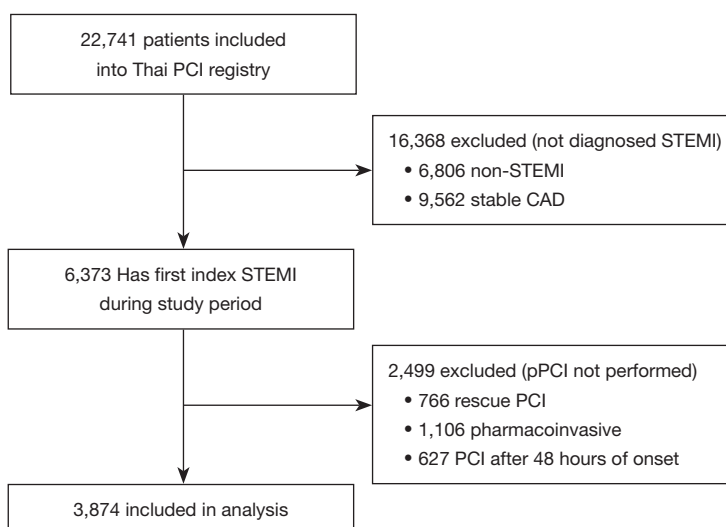 22,741 patients included
into Thai PCI registry
16,368 excluded (not diagnosed STEMI)
• 6,806 non-STEMI
• 9,562 stable CAD
6,373 Has first index STEMI
during study period
2,499 excluded (pPCI not performed)
• 766 rescue PCI
• 1,106 pharmacoinvasive
• 627 PCI after 48 hours of onset
3,874 included in analysis